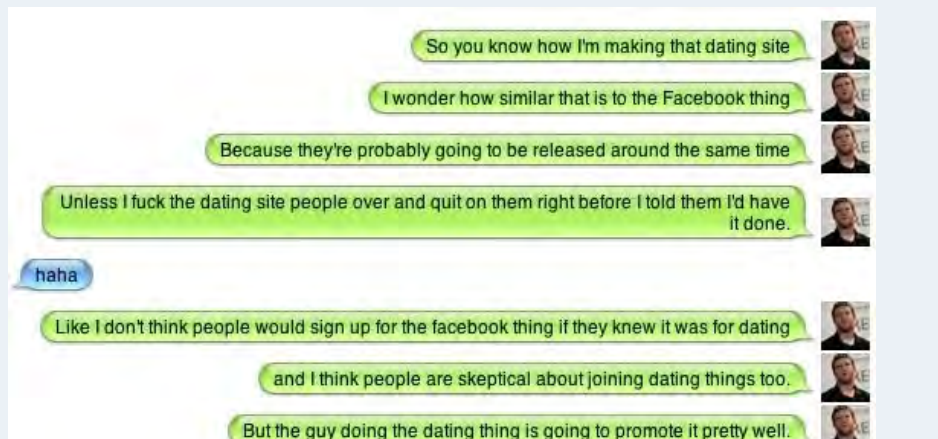 So you know how I'm making that dating site
I wonder how similar that is to the Facebook thing
Because they're probably going to be released around the same time
Unless I fuck the dating site people over and quit on them right before I told them I'd have
it done.
haha
Like I don't think people would sign up for the facebook thing if they knew it was for dating
and I think people are skeptical about joining dating things too.
But the guy doing the dating thing is going to promote it pretty well.